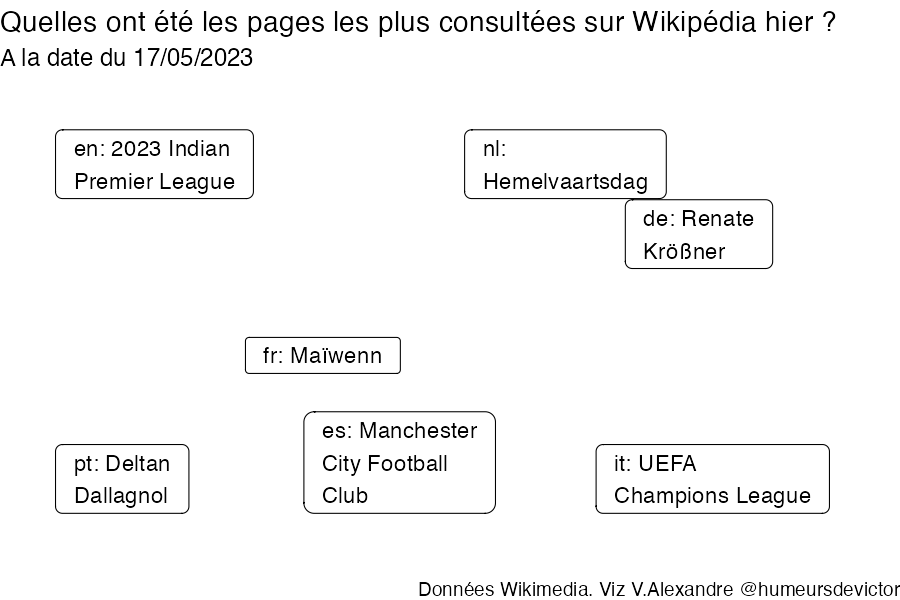 Quelles ont été les pages les plus consultées sur Wikipédia hier ?
A la date du 17/05/2023
en: 2023 Indian
Premier League
nl:
Hemelvaartsdag
de: Renate
Krößner
fr: Maïwenn
es: Manchester
City Football
Club
pt: Deltan
Dallagnol
it: UEFA
Champions League
Données Wikimedia. Viz V.Alexandre @humeursdevictor